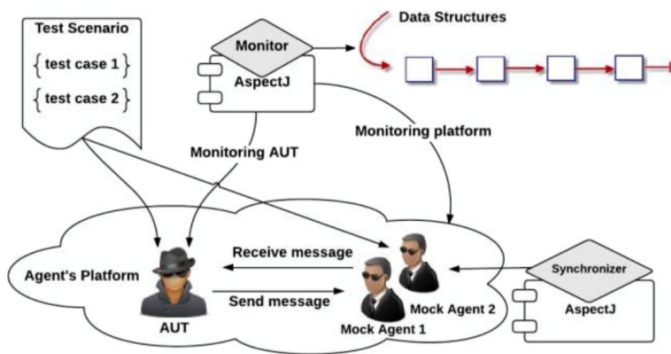 Test Scenario
{ test case 1 }
{ test case 2 }
Monitor
AspectJ
Data Structures
Monitoring AUT
Monitoring platform
Agent's Platform
Receive message
Send message
AUT
Mock Agent 1
Mock Agent 2
Synchronizer
AspectJ